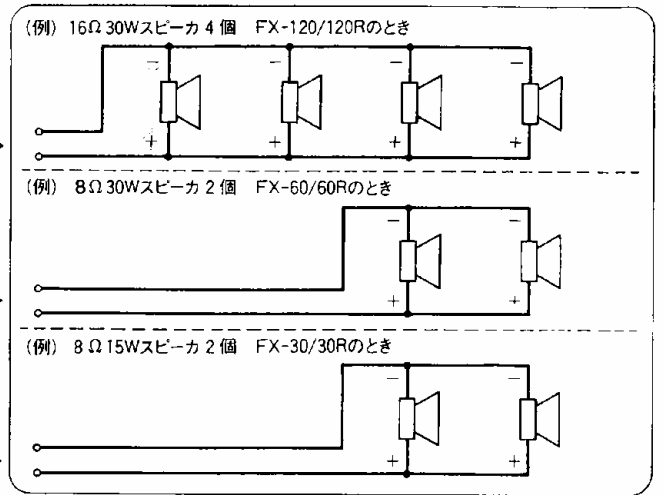 (例) 16Ω 30Wスピーカ 4 個 FX-120/120Rのとき
− − − −
+ + + +
(例) 8Ω 30Wスピーカ 2 個 FX-60/60Rのとき
− −
+ +
(例) 8Ω 15Wスピーカ 2 個 FX-30/30Rのとき
− −
+ +